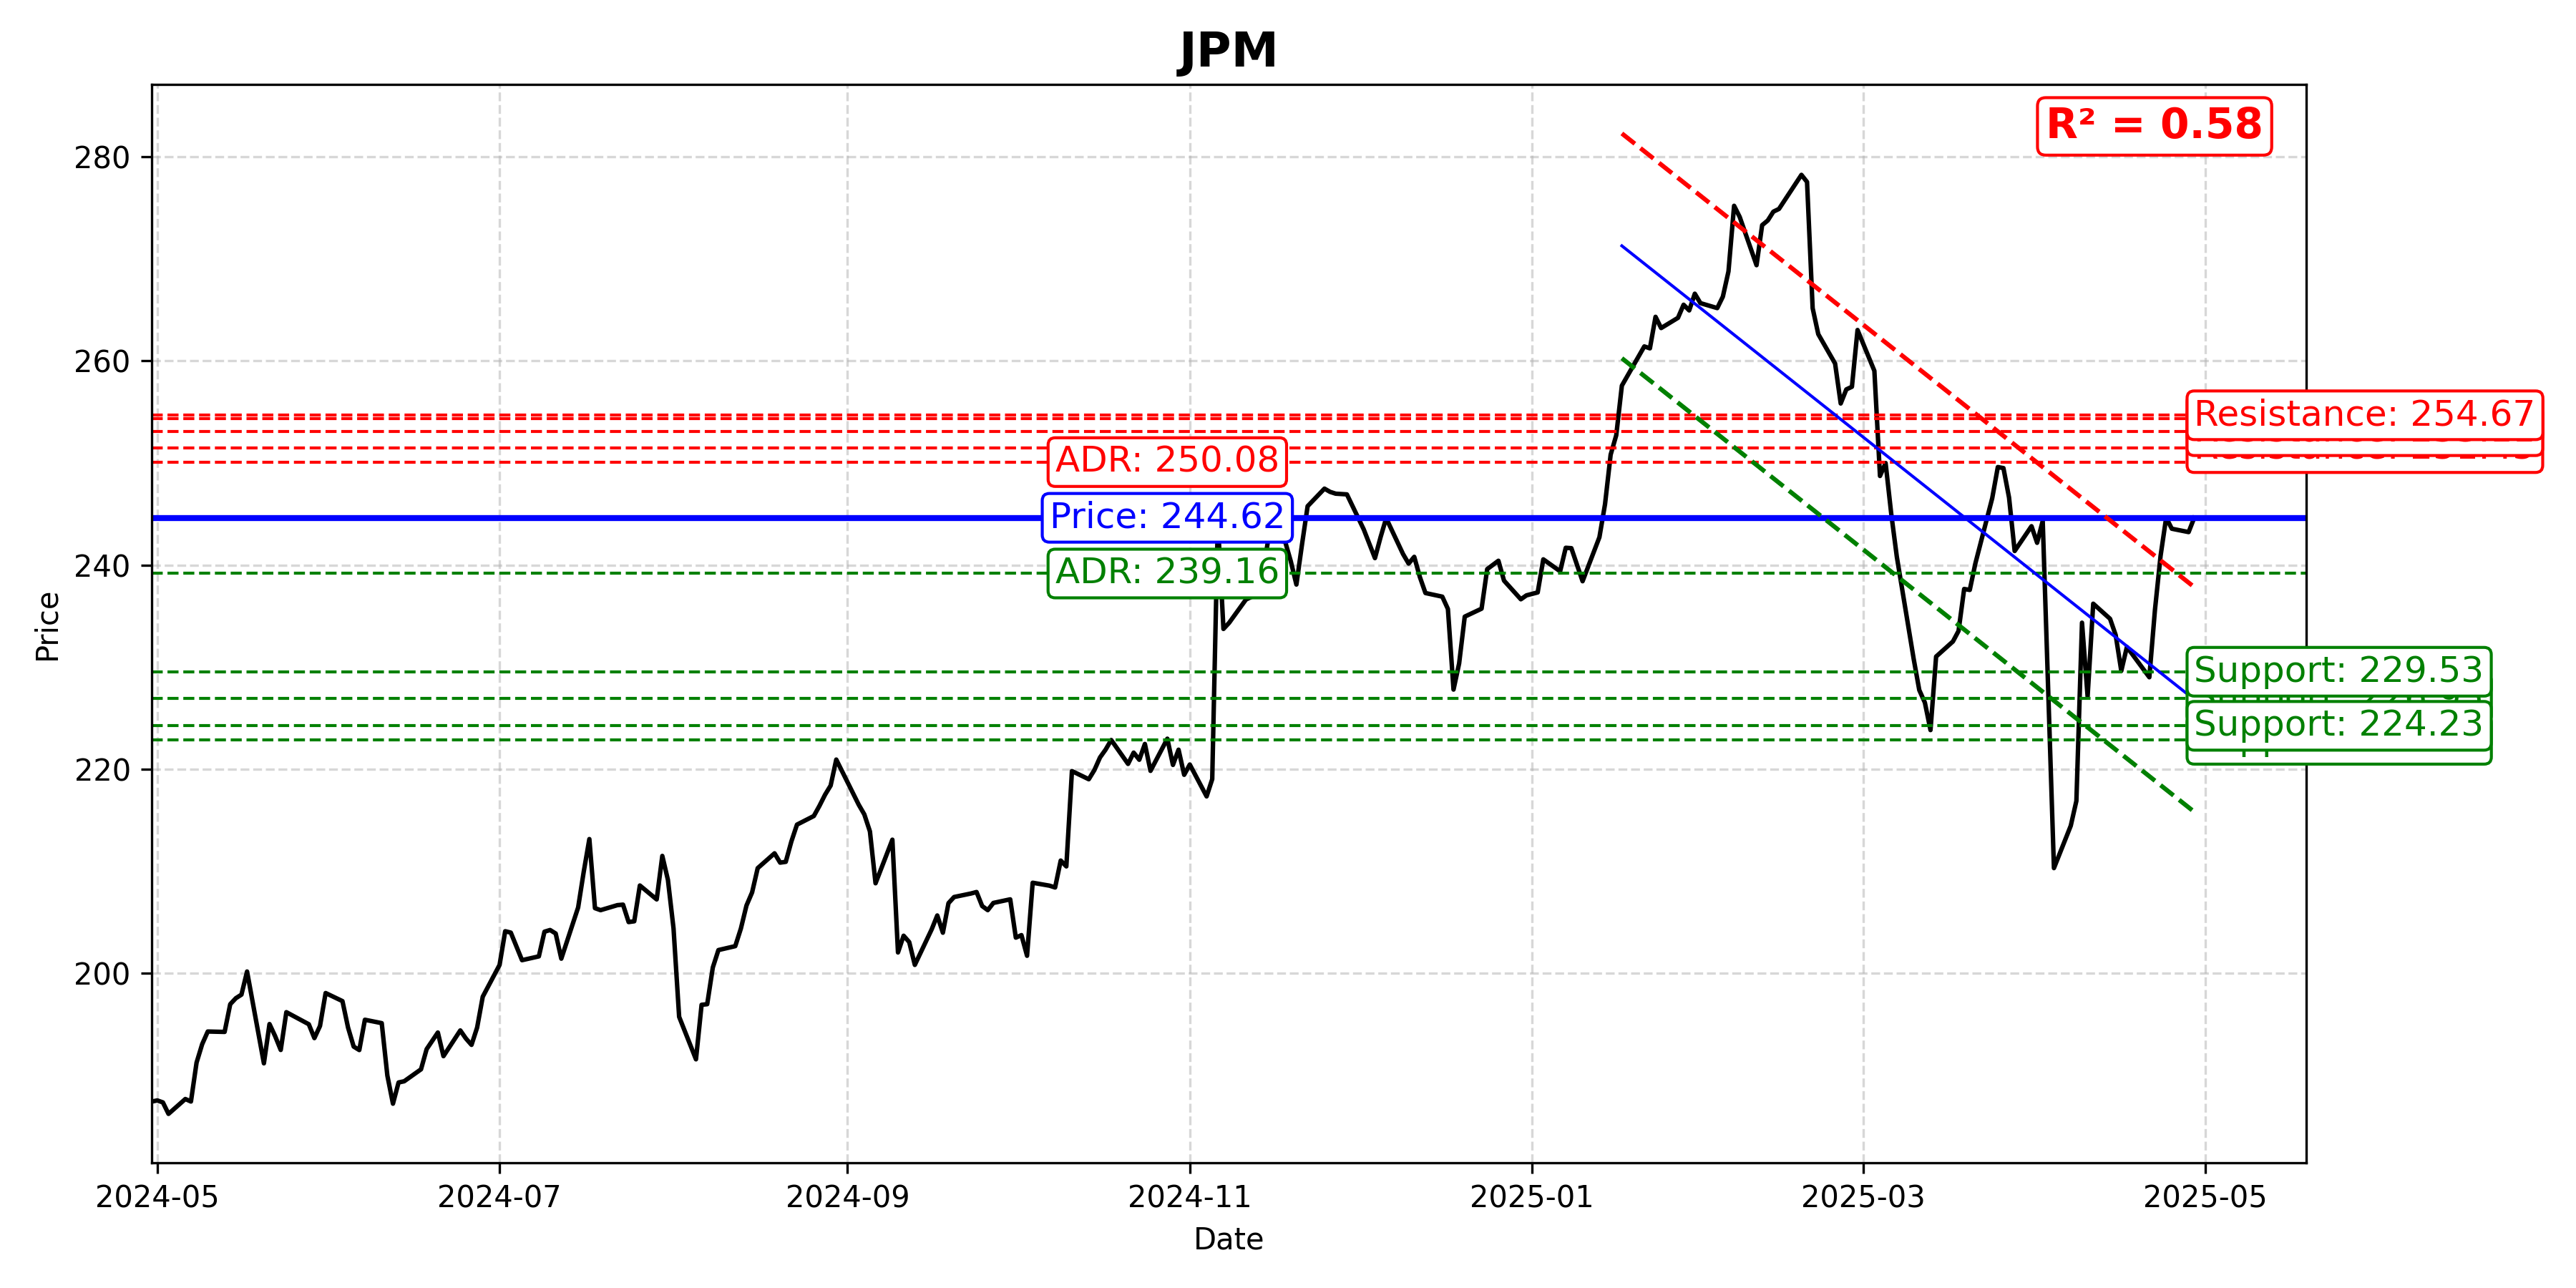 JPM
R² = 0.58
280
260
240
220
200
Price
Resistance: 254.67
ADR: 250.08
Price: 244.62
ADR: 239.16
Support: 229.53
Support: 224.23
2024-05
2024-07
2024-09
2024-11
2025-01
2025-03
2025-05
Date